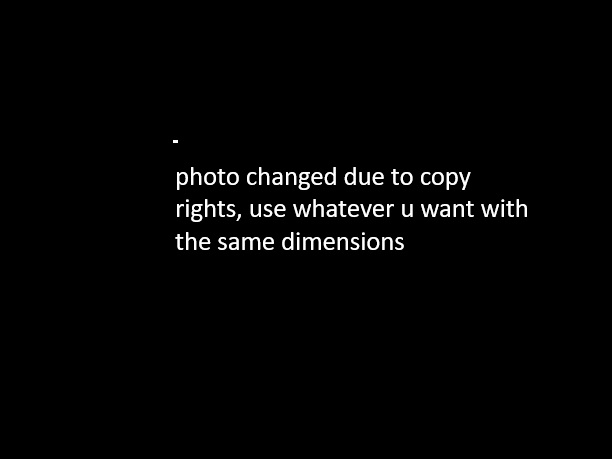 -
photo changed due to copy
rights, use whatever u want with
the same dimensions